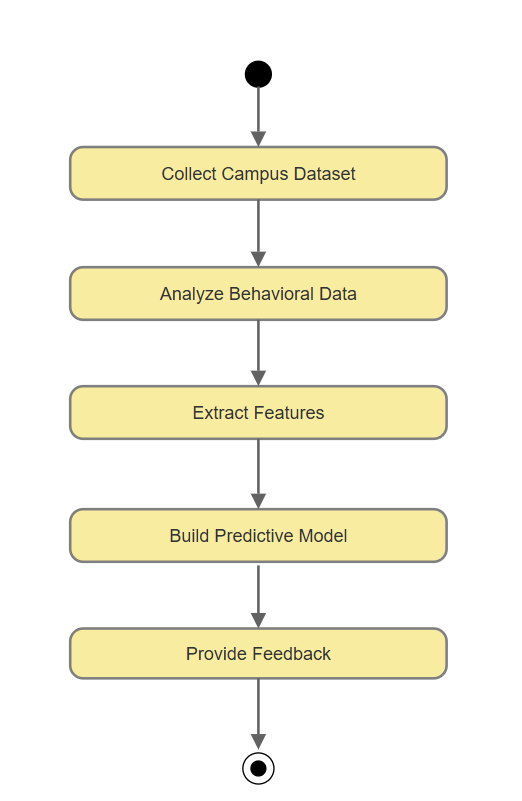 Collect Campus Dataset
Analyze Behavioral Data
Extract Features
Build Predictive Model
Provide Feedback